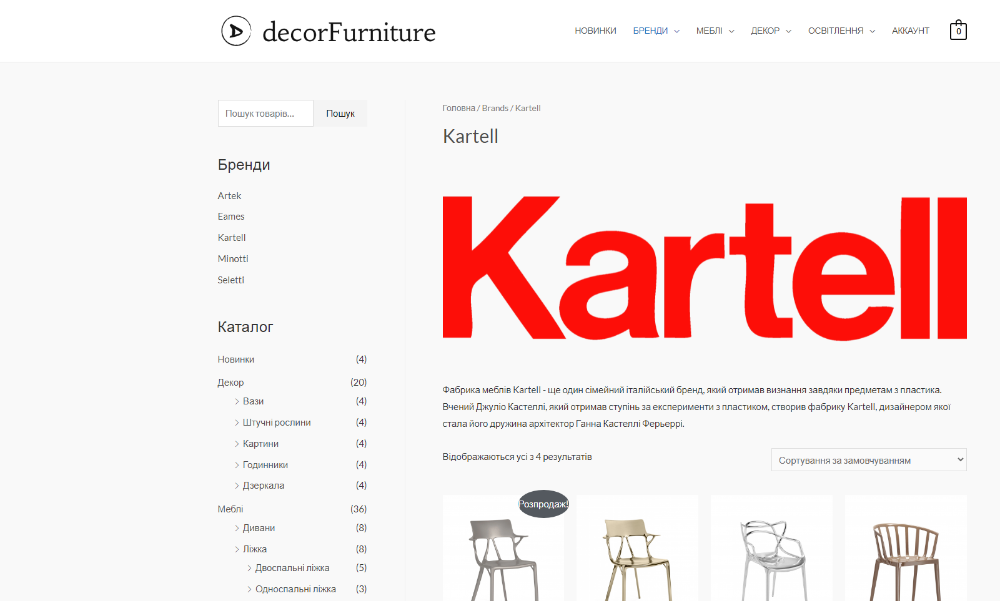 decorFurniture
НОВИНКИ
БРЕНДИ
МЕБЛІ
ДЕКОР
ОСВІТЛЕННЯ
АККАУНТ
0
Пошук товарів...
Пошук
Бренди
Artek
Eames
Kartell
Minotti
Seletti
Каталог
Новинки (4)
Декор (20)
Вази (4)
Штучні рослини (4)
Картини (4)
Годинники (4)
Дзеркала (4)
Меблі (36)
Дивани (8)
Ліжка (8)
Двоспальні ліжка (5)
Односпальні ліжка (3)
Головна / Brands / Kartell
Kartell
Kartell
Фабрика меблів Kartell - ще один сімейний італійський бренд, який отримав визнання завдяки предметам з пластика.
Вчений Джуліо Кастеллі, який отримав ступінь за експерименти з пластиком, створив фабрику Kartell, дизайнером якої
стала його дружина архітектор Ганна Кастеллі Ферьеррі.
Відображаються усі з 4 результатів
Сортування за замовчуванням
Розпродаж!